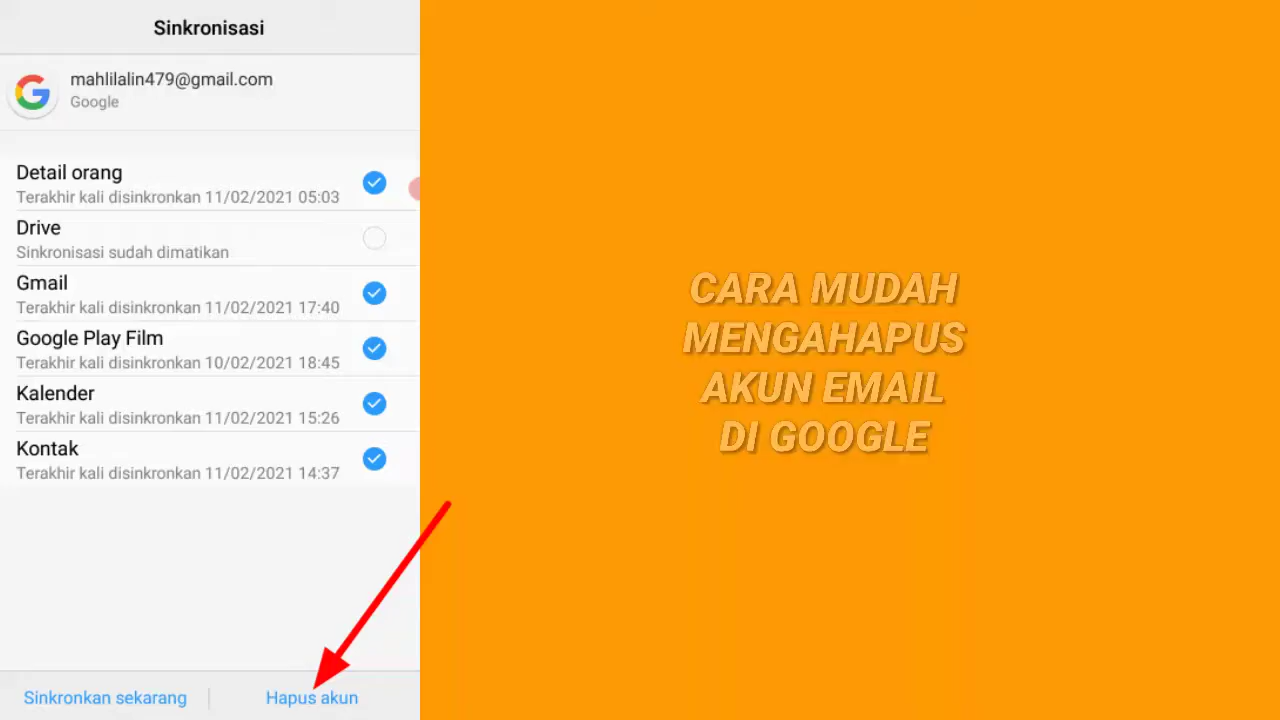 Sinkronisasi
mahlilalin479@gmail.com
Google
Detail orang
Terakhir kali disinkronkan 11/02/2021 05:03
Drive
Sinkronisasi sudah dimatikan
Gmail
Terakhir kali disinkronkan 11/02/2021 17:40
Google Play Film
Terakhir kali disinkronkan 10/02/2021 18:45
Kalender
Terakhir kali disinkronkan 11/02/2021 15:26
Kontak
Terakhir kali disinkronkan 11/02/2021 14:37
Sinkronkan sekarang
Hapus akun
CARA MUDAH
MENGAHAPUS
AKUN EMAIL
DI GOOGLE